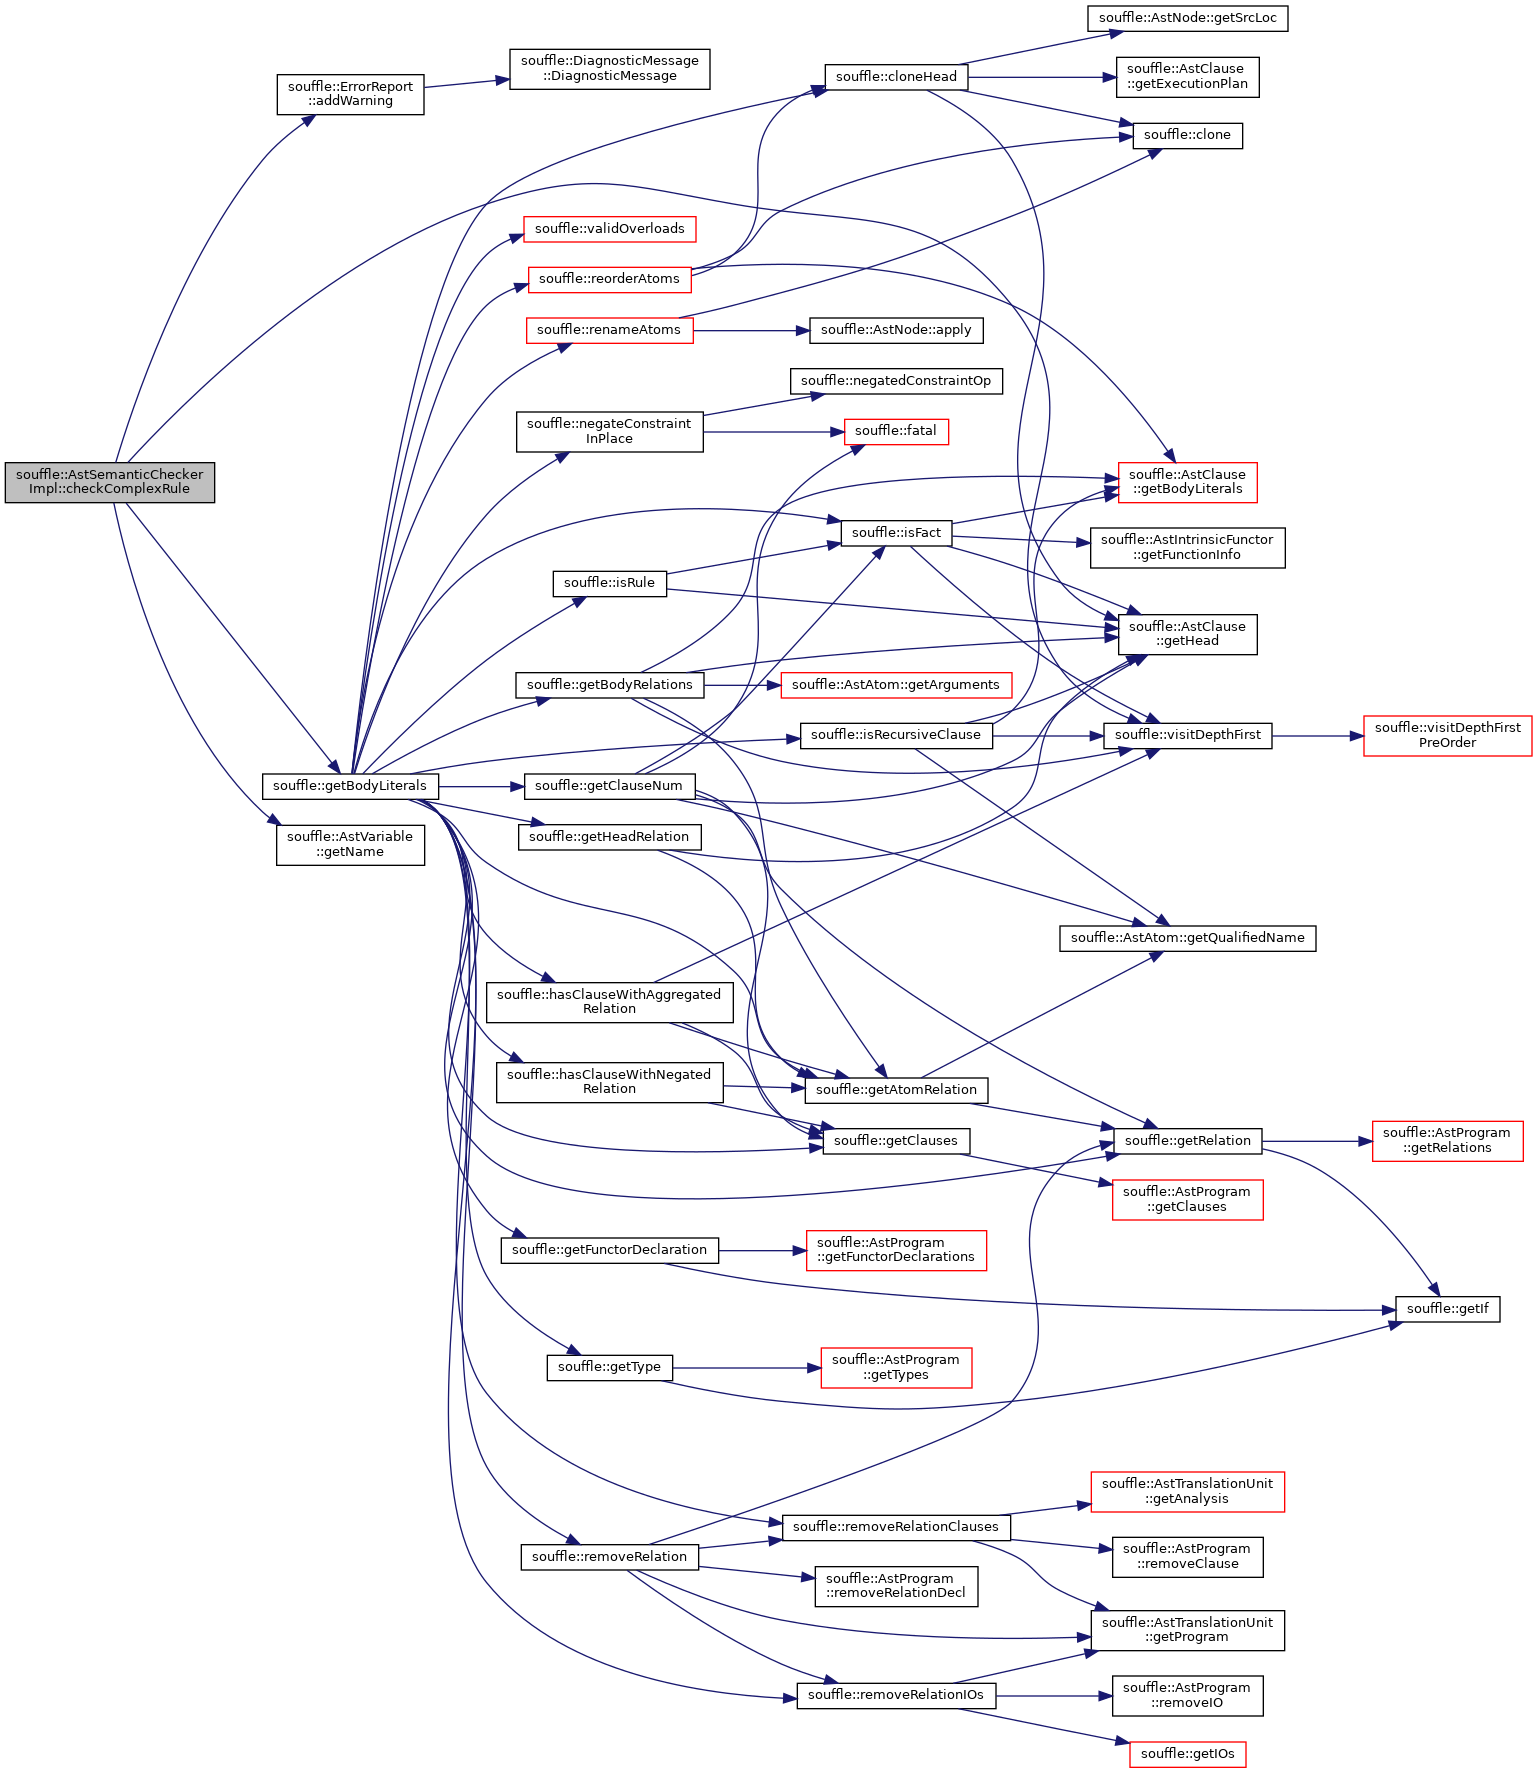 souffle::AstSemanticChecker
Impl::checkComplexRule
souffle::ErrorReport
::addWarning
souffle::DiagnosticMessage
::DiagnosticMessage
souffle::getBodyLiterals
souffle::AstVariable
::getName
souffle::validOverloads
souffle::reorderAtoms
souffle::renameAtoms
souffle::negateConstraint
InPlace
souffle::isRule
souffle::getBodyRelations
souffle::getClauseNum
souffle::getHeadRelation
souffle::hasClauseWithAggregated
Relation
souffle::hasClauseWithNegated
Relation
souffle::getFunctorDeclaration
souffle::getType
souffle::removeRelation
souffle::cloneHead
souffle::AstNode::apply
souffle::negatedConstraintOp
souffle::fatal
souffle::isFact
souffle::AstAtom::getArguments
souffle::isRecursiveClause
souffle::getAtomRelation
souffle::getClauses
souffle::AstProgram
::getFunctorDeclarations
souffle::AstProgram
::getTypes
souffle::removeRelationClauses
souffle::AstProgram
::removeRelationDecl
souffle::removeRelationIOs
souffle::AstNode::getSrcLoc
souffle::AstClause
::getExecutionPlan
souffle::clone
souffle::AstClause
::getBodyLiterals
souffle::AstIntrinsicFunctor
::getFunctionInfo
souffle::AstClause
::getHead
souffle::visitDepthFirst
souffle::AstAtom::getQualifiedName
souffle::getRelation
souffle::AstProgram
::getClauses
souffle::AstTranslationUnit
::getAnalysis
souffle::AstProgram
::removeClause
souffle::AstTranslationUnit
::getProgram
souffle::AstProgram
::removeIO
souffle::getIOs
souffle::visitDepthFirst
PreOrder
souffle::AstProgram
::getRelations
souffle::getIf